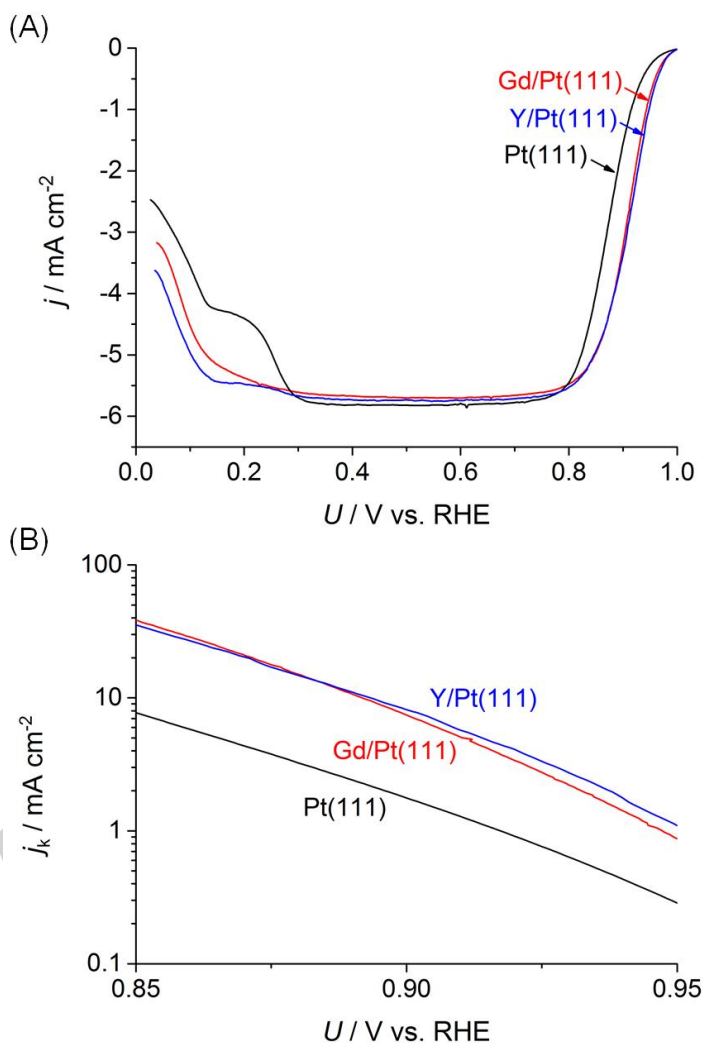 (A)
0
-1
-2
-3
-4
-5
-6
j / mA cm⁻²
Gd/Pt(111)
Y/Pt(111)
Pt(111)
0.0 0.2 0.4 0.6 0.8 1.0
U / V vs. RHE
(B)
100
10
1
0.1
jₖ / mA cm⁻²
Y/Pt(111)
Gd/Pt(111)
Pt(111)
0.85 0.90 0.95
U / V vs. RHE